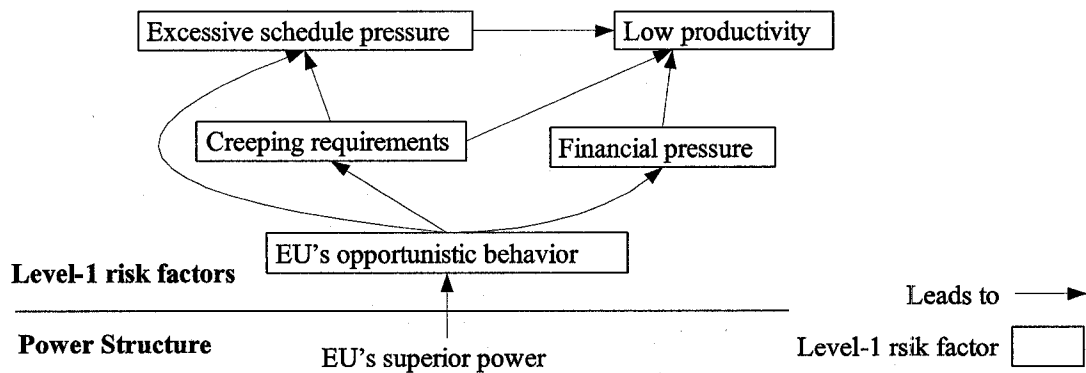 Excessive schedule pressure
Low productivity
Creeping requirements
Financial pressure
EU's opportunistic behavior
Level-1 risk factors
Leads to
Power Structure
EU's superior power
Level-1 rsik factor